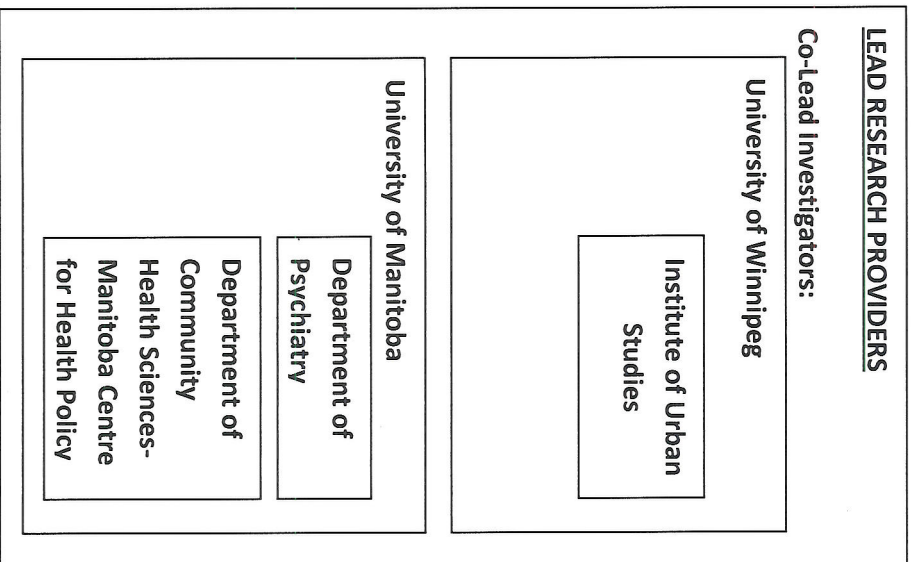 LEAD RESEARCH PROVIDERS
Co-Lead Investigators:
University of Winnipeg
Institute of Urban
Studies
University of Manitoba
Department of
Psychiatry
Department of
Community
Health Sciences-
Manitoba Centre
for Health Policy